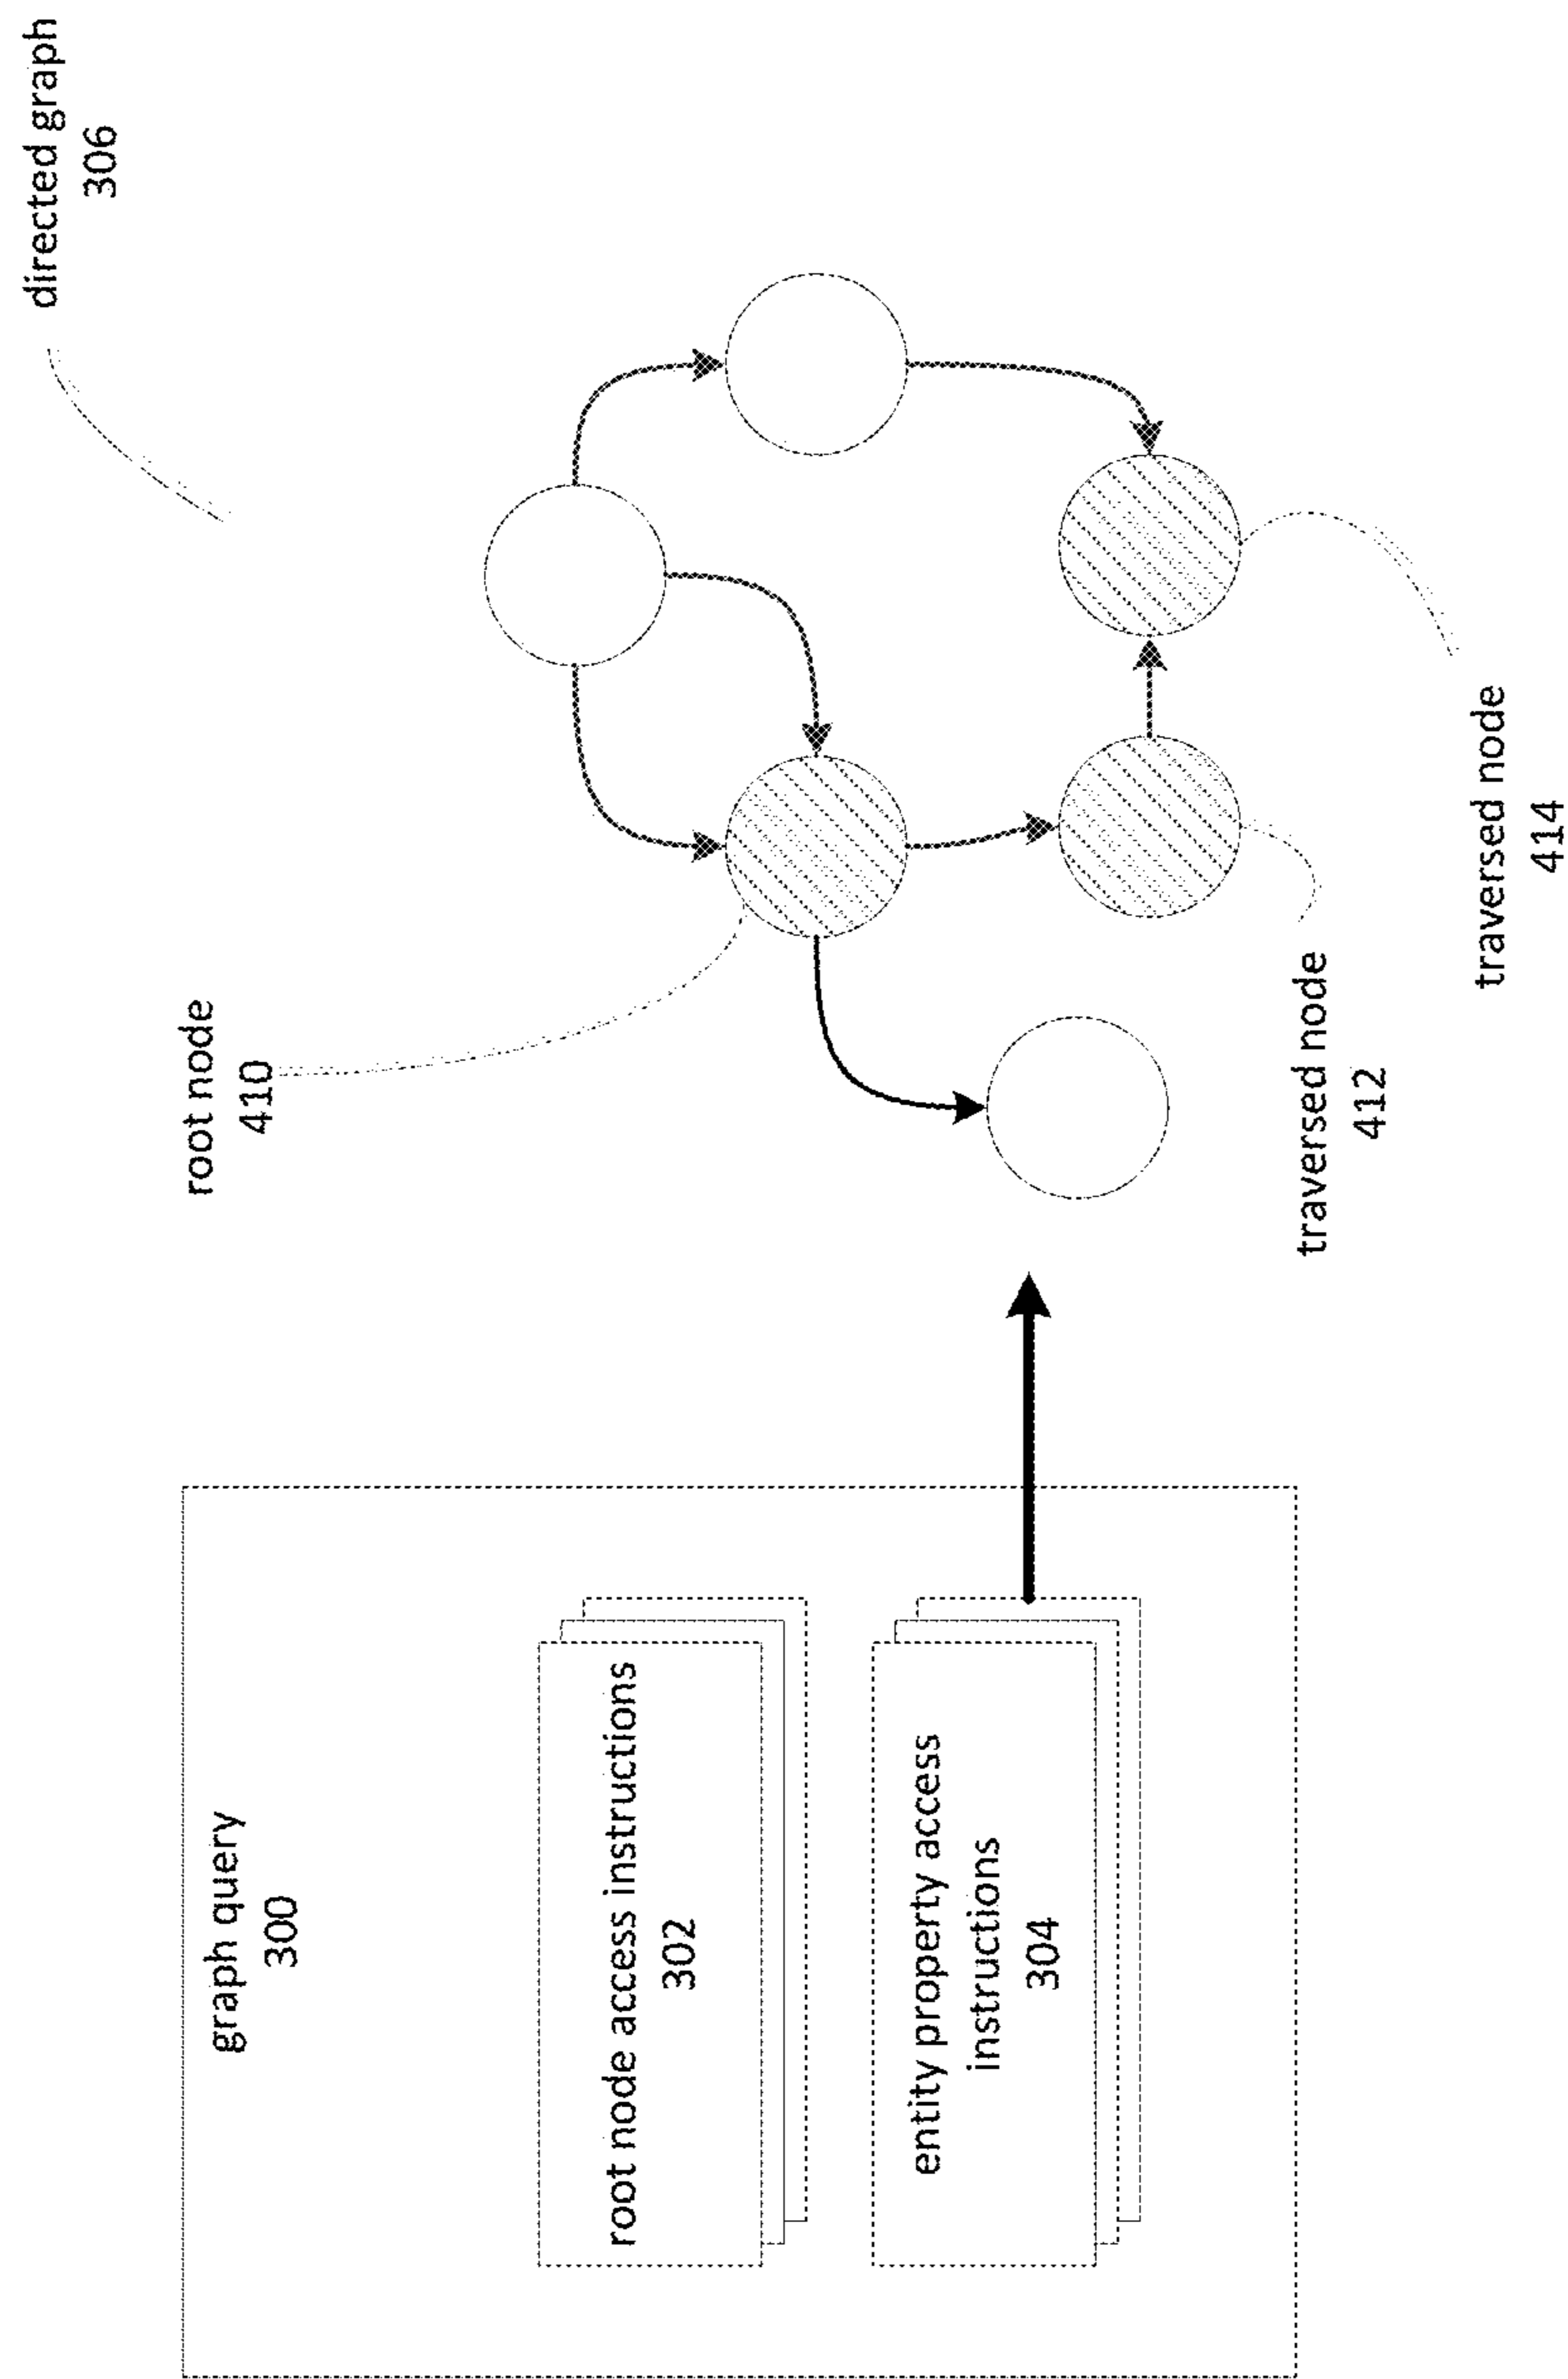 graph query
300
root node access instructions
302
entity property access
instructions
304
root node
410
directed graph
306
traversed node
412
traversed node
414